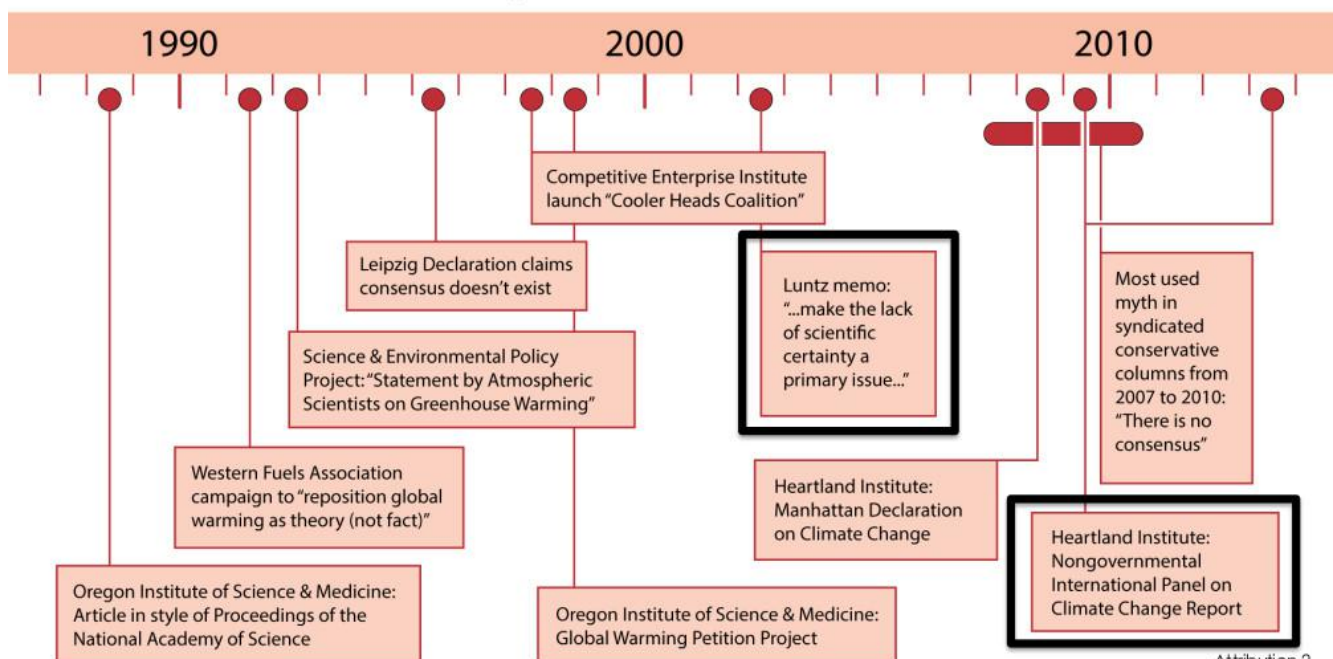 1990
2000
2010
Competitive Enterprise Institute
launch “Cooler Heads Coalition”
Leipzig Declaration claims
consensus doesn’t exist
Luntz memo:
“...make the lack
of scientific
certainty a
primary issue...”
Most used
myth in
syndicated
conservative
columns from
2007 to 2010:
“There is no
consensus”
Science & Environmental Policy
Project: “Statement by Atmospheric
Scientists on Greenhouse Warming”
Western Fuels Association
campaign to “reposition global
warming as theory (not fact)”
Heartland Institute:
Manhattan Declaration
on Climate Change
Heartland Institute:
Nongovernmental
International Panel on
Climate Change Report
Oregon Institute of Science & Medicine:
Article in style of Proceedings of the
National Academy of Science
Oregon Institute of Science & Medicine:
Global Warming Petition Project